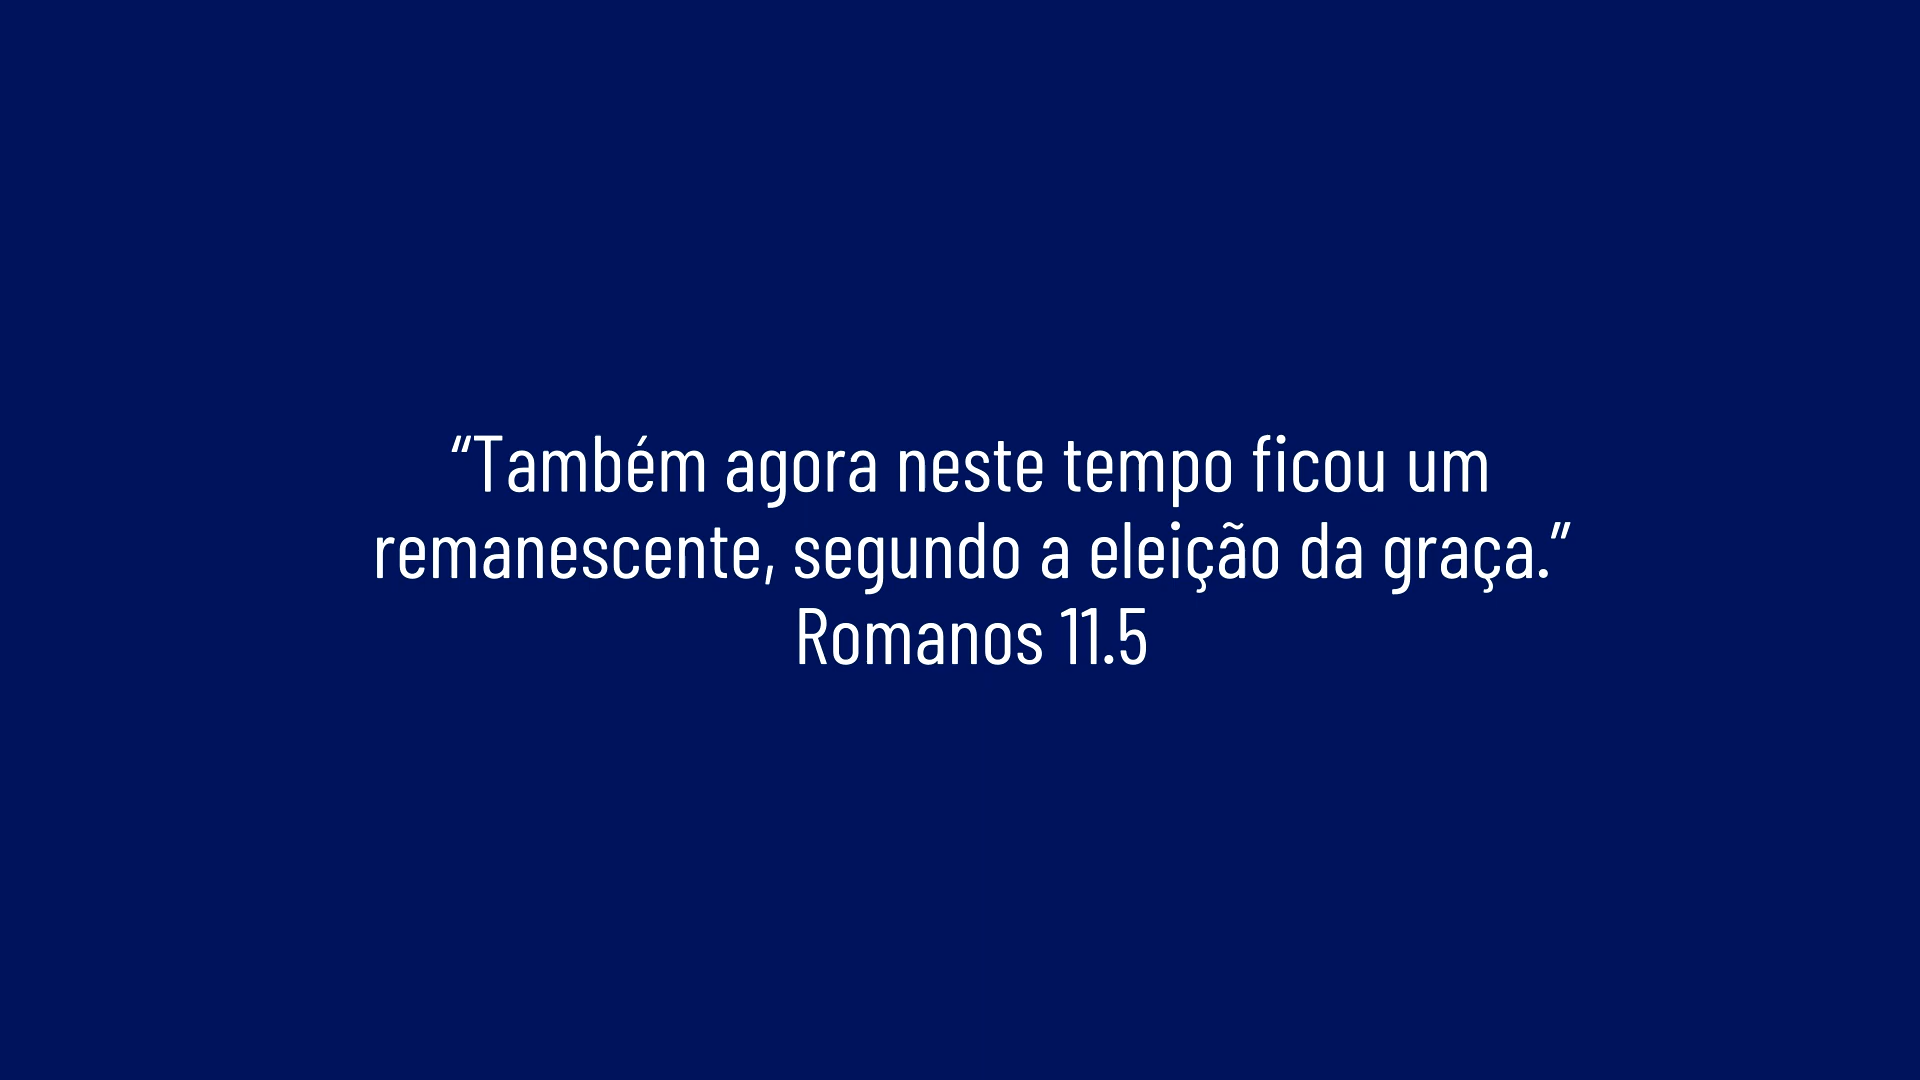 “Também agora neste tempo ficou um
remanescente, segundo a eleição da graça.”
Romanos 11.5